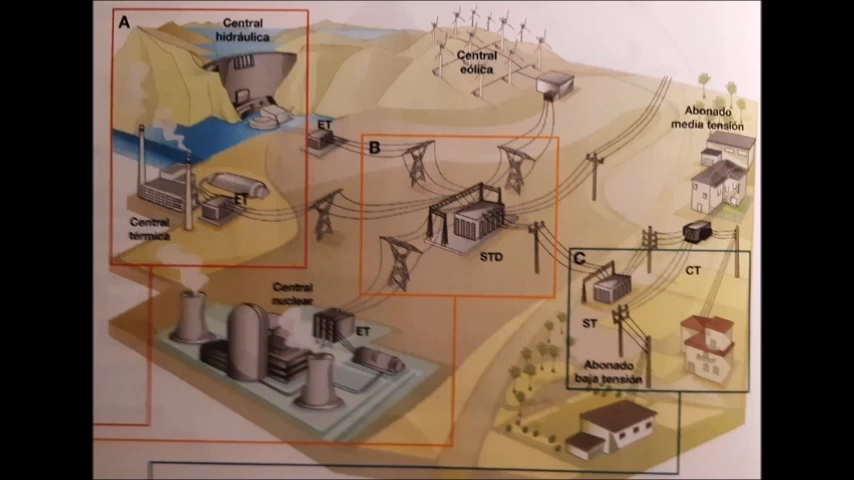 A
Central
hidráulica
Central
eólica
Abonado
media tensión
ET
B
ET
Central
térmica
STD
C
CT
Central
nuclear
ET
ST
Abonado
baja tensión